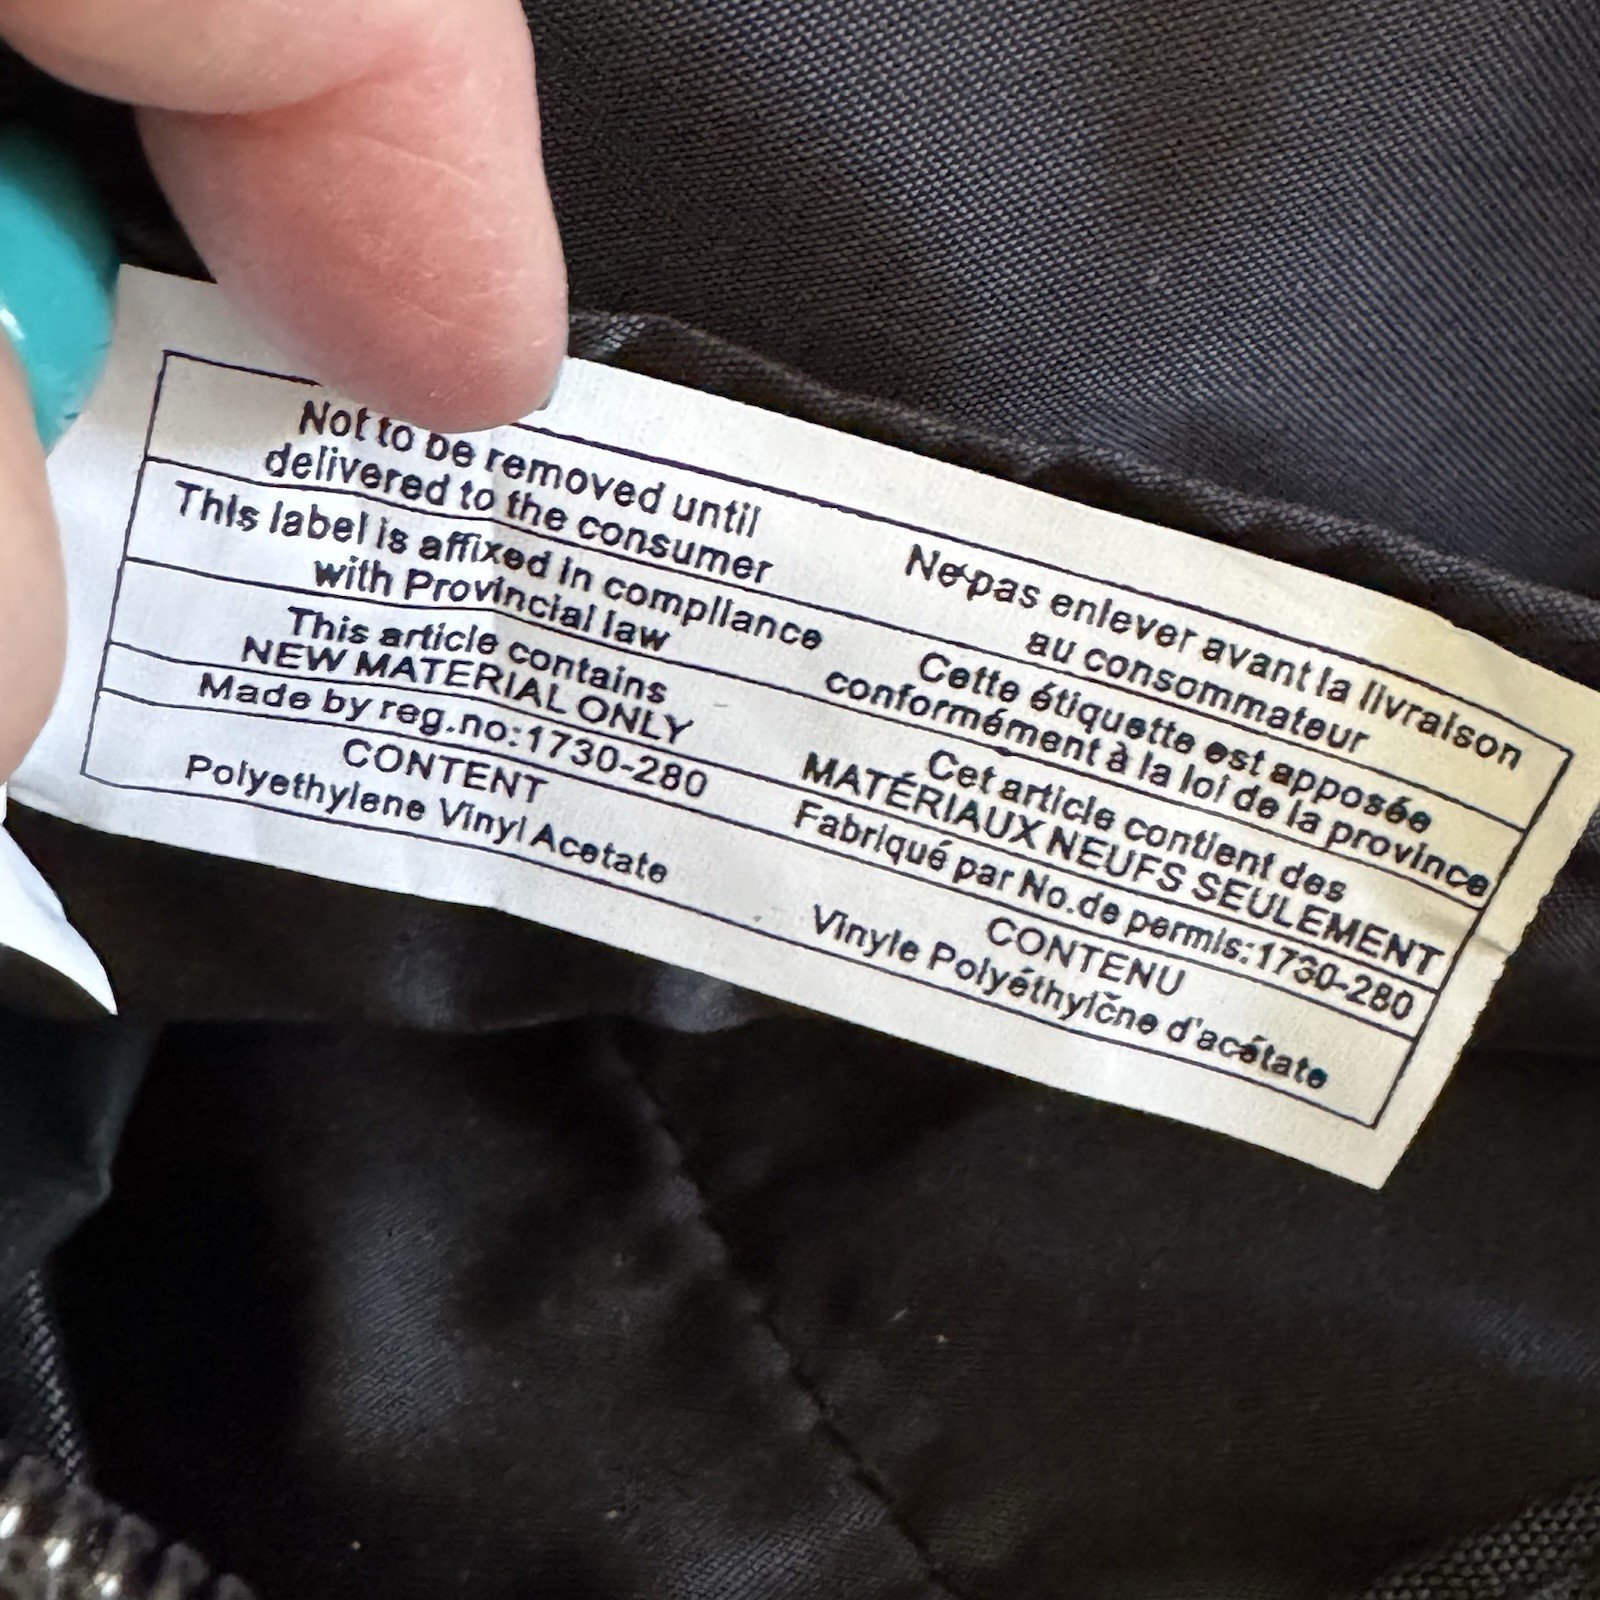 Not to be removed until
delivered to the consumer
This label is affixed in compliance
with Provincial law
This article contains
NEW MATERIAL ONLY
Made by reg.no:1730-280
CONTENT
Polyethylene Vinyl Acetate
Ne pas enlever avant la livraison
au consommateur
Cette étiquette est apposée
conformément à la loi de la province
Cet article contient des
MATÉRIAUX NEUFS SEULEMENT
Fabriqué par No.de permis:1730-280
CONTENU
Vinyle Polyéthylčne d'acétate